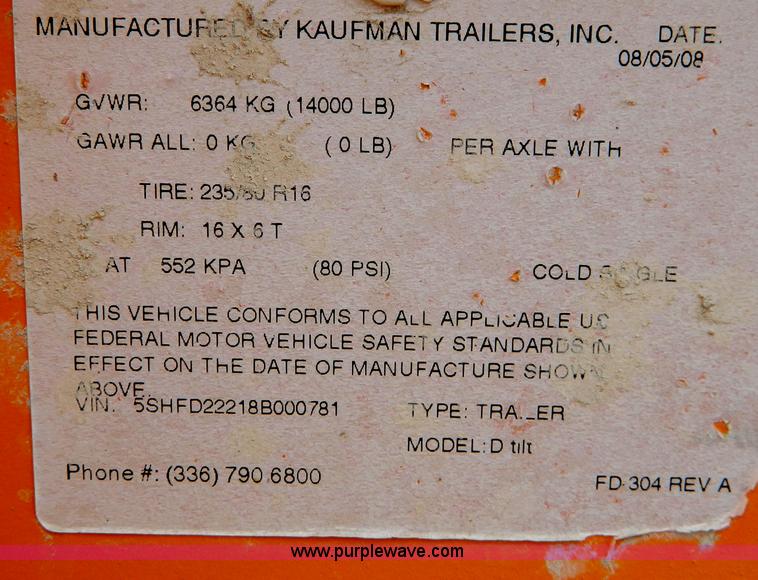 MANUFACTURED BY KAUFMAN TRAILERS, INC. DATE.
08/05/08
GVWR: 6364 KG (14000 LB)
GAWR ALL: 0 KG ( 0 LB) PER AXLE WITH
TIRE: 235/80 R16
RIM: 16 X 6 T
AT 552 KPA (80 PSI) COLD SINGLE
THIS VEHICLE CONFORMS TO ALL APPLICABLE US
FEDERAL MOTOR VEHICLE SAFETY STANDARDS IN
EFFECT ON THE DATE OF MANUFACTURE SHOWN
ABOVE.
VIN. 5SHFD22218B000781 TYPE: TRAILER
MODEL: D tilt
Phone #: (336) 790 6800 FD-304 REV A
www.purplewave.com